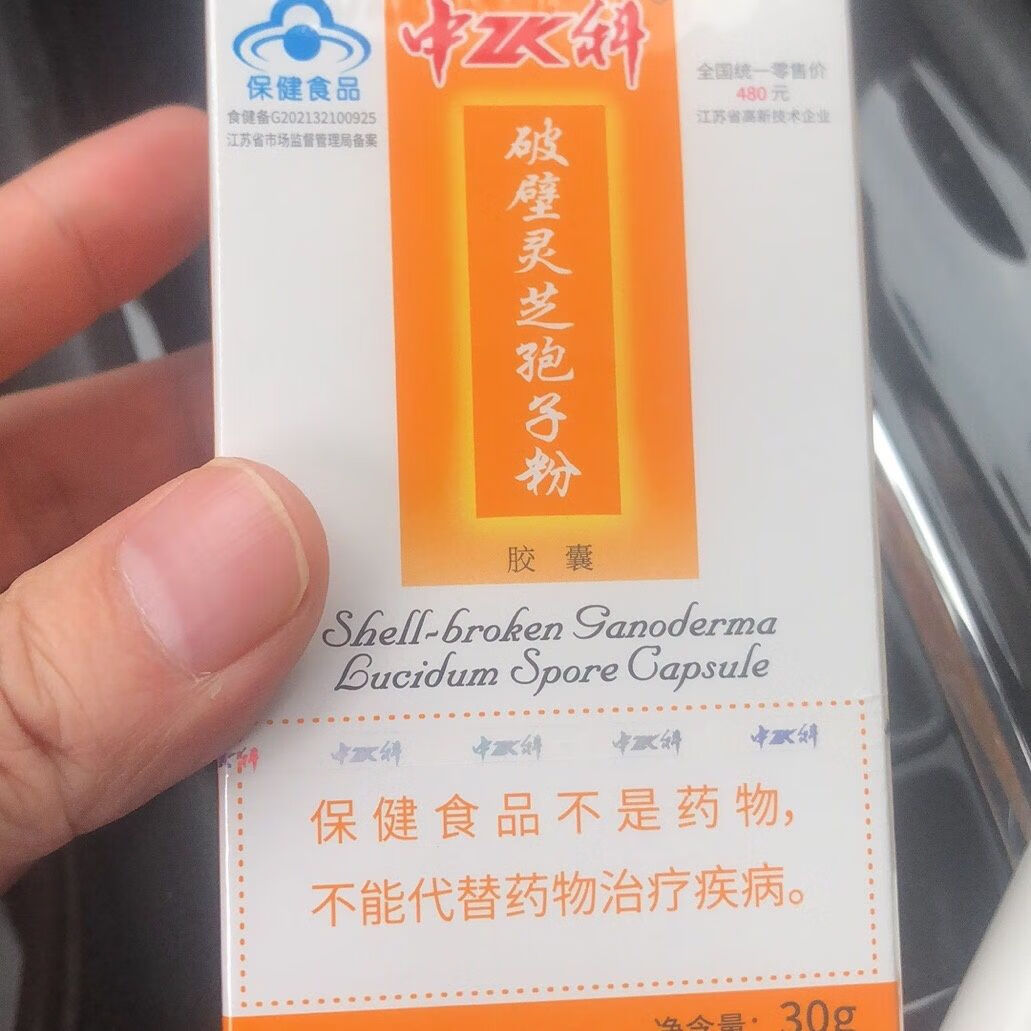 中ZK科
保健食品
食健备G202132100925
江苏省市场监督管理局备案
全国统一零售价
480元
江苏省高新技术企业
破壁灵芝孢子粉
胶囊
Shell-broken Ganoderma
Lucidum Spore Capsule
中ZK科 中ZK科 中ZK科 中ZK科
保健食品不是药物,
不能代替药物治疗疾病。
净含量: 30g